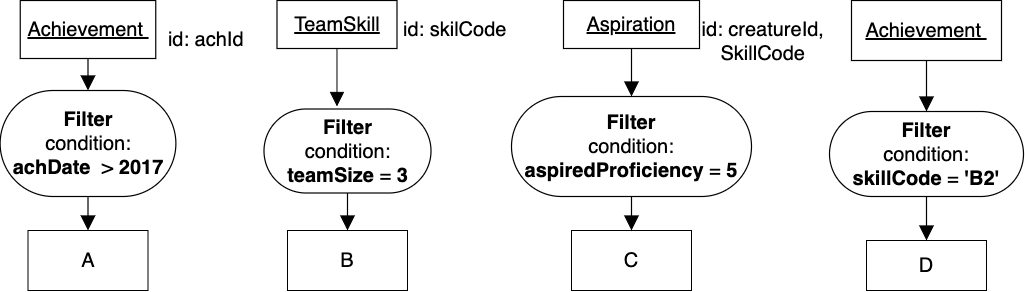 Achievement
id: achId
Filter
condition:
achDate > 2017
A
TeamSkill
id: skilCode
Filter
condition:
teamSize = 3
B
Aspiration
id: creatureId,
SkillCode
Filter
condition:
aspiredProficiency = 5
C
Achievement
Filter
condition:
skillCode = 'B2'
D